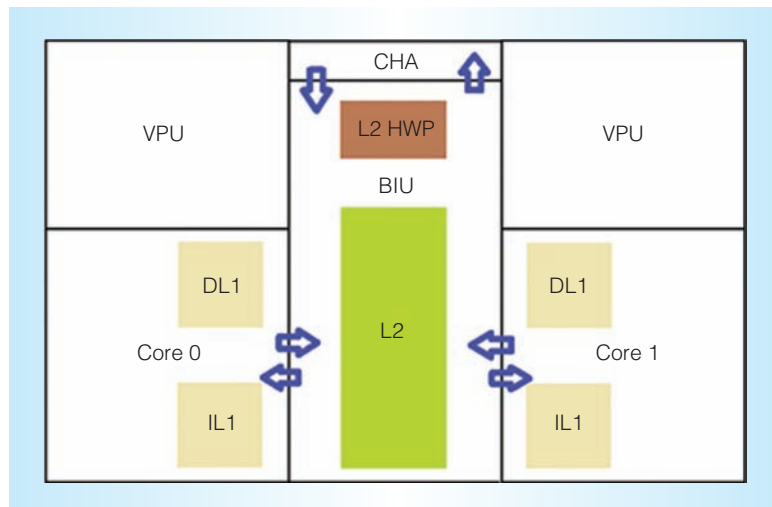 CHA
VPU
L2 HWP
VPU
BIU
DL1
DL1
L2
Core 0
Core 1
IL1
IL1